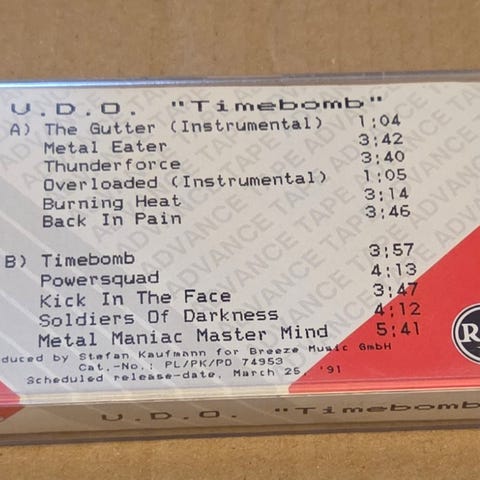 U.D.O. "Timebomb"
A) The Gutter (Instrumental) 1:04
Metal Eater 3:42
Thunderforce 3:40
Overloaded (Instrumental) 1:05
Burning Heat 3:14
Back In Pain 3:46
B) Timebomb 3:57
Powersquad 4:13
Kick In The Face 3:47
Soldiers Of Darkness 4:12
Metal Maniac Master Mind 5:41
oduced by Stefan Kaufmann for Breeze Music GmbH
Cat.-No.: PL/PK/PD 74953
Scheduled release-date, March 25, '91
U.D.O. "Timebomb
ADVANCE TAPE